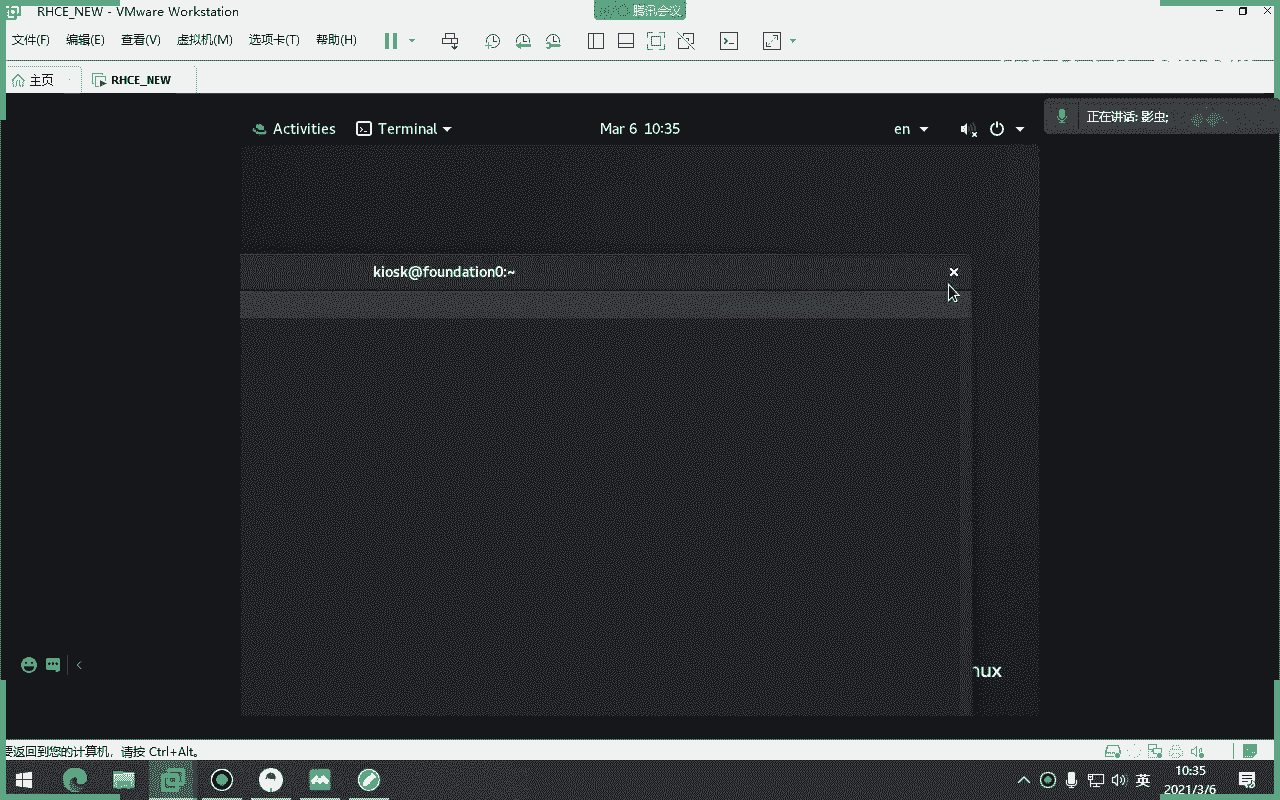 RHCE_NEW - VMware Workstation
腾讯会议
文件(F) 编辑(E) 查看(V) 虚拟机(M) 选项卡(T) 帮助(H)
主页 RHCE_NEW
正在讲话: 影虫;
Activities Terminal Mar 6 10:35 en
kiosk@foundation0:~
nux
要返回到您的计算机，请按 Ctrl+Alt。
英 10:35
2021/3/6